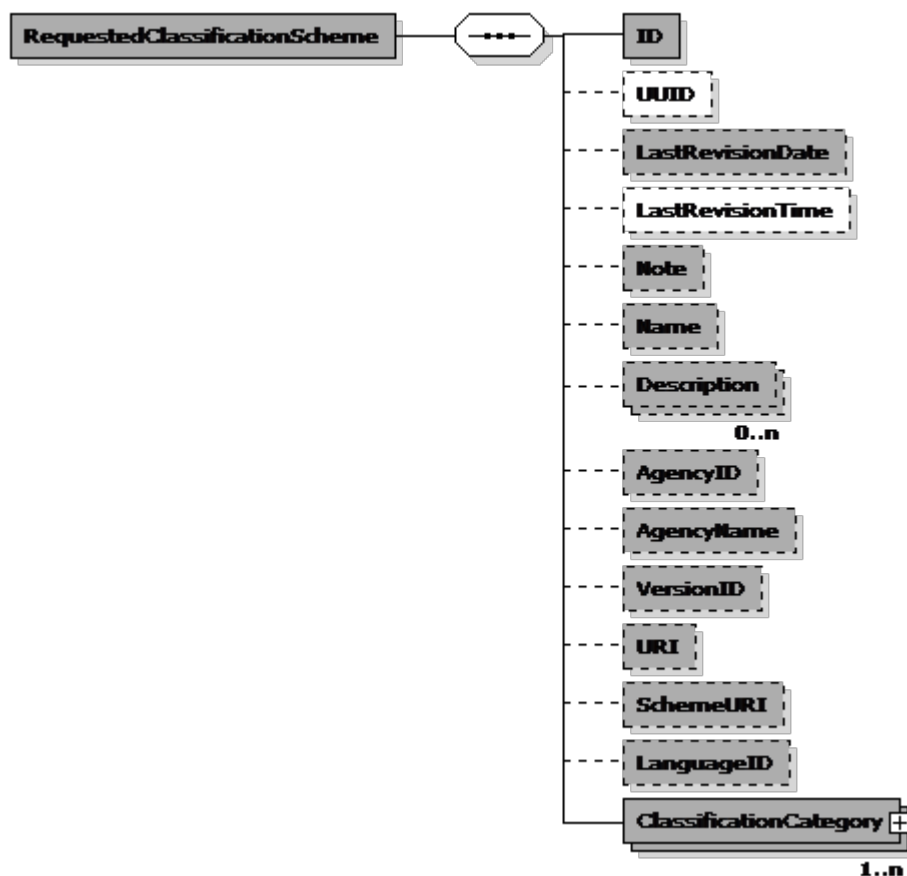 RequestedClassificationScheme
ID
UUID
LastRevisionDate
LastRevisionTime
Note
Name
Description
0..n
AgencyID
AgencyName
VersionID
URI
SchemeURI
LanguageID
ClassificationCategory
1..n